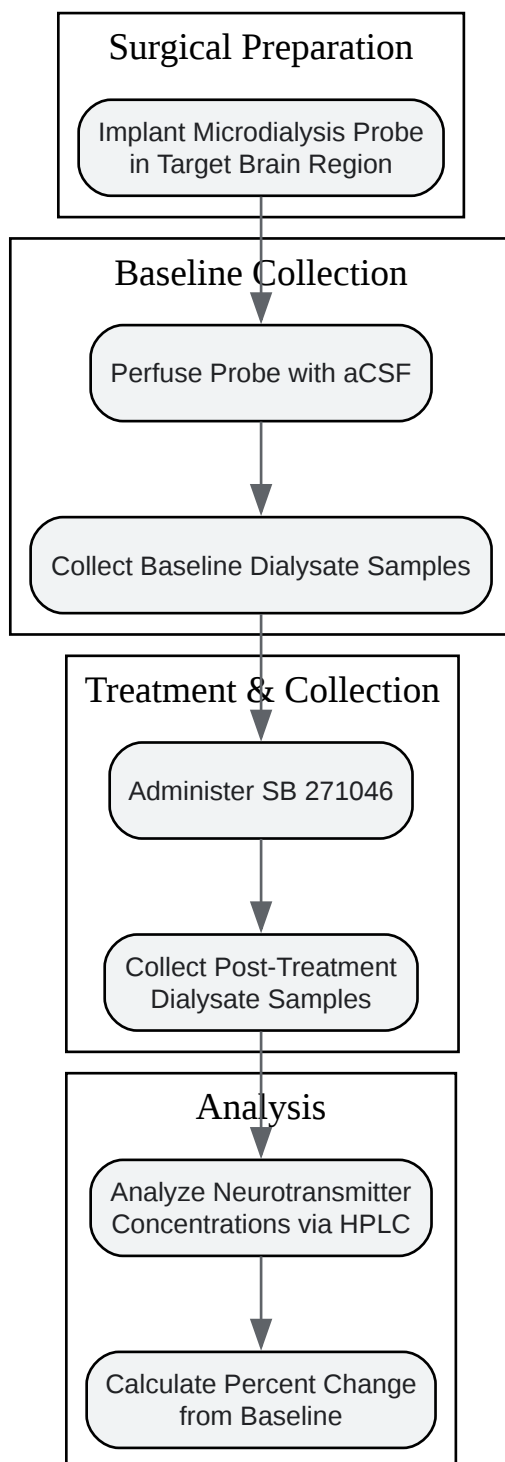 Surgical Preparation
Implant Microdialysis Probe
in Target Brain Region
Baseline Collection
Perfuse Probe with aCSF
Collect Baseline Dialysate Samples
Treatment & Collection
Administer SB 271046
Collect Post-Treatment
Dialysate Samples
Analysis
Analyze Neurotransmitter
Concentrations via HPLC
Calculate Percent Change
from Baseline